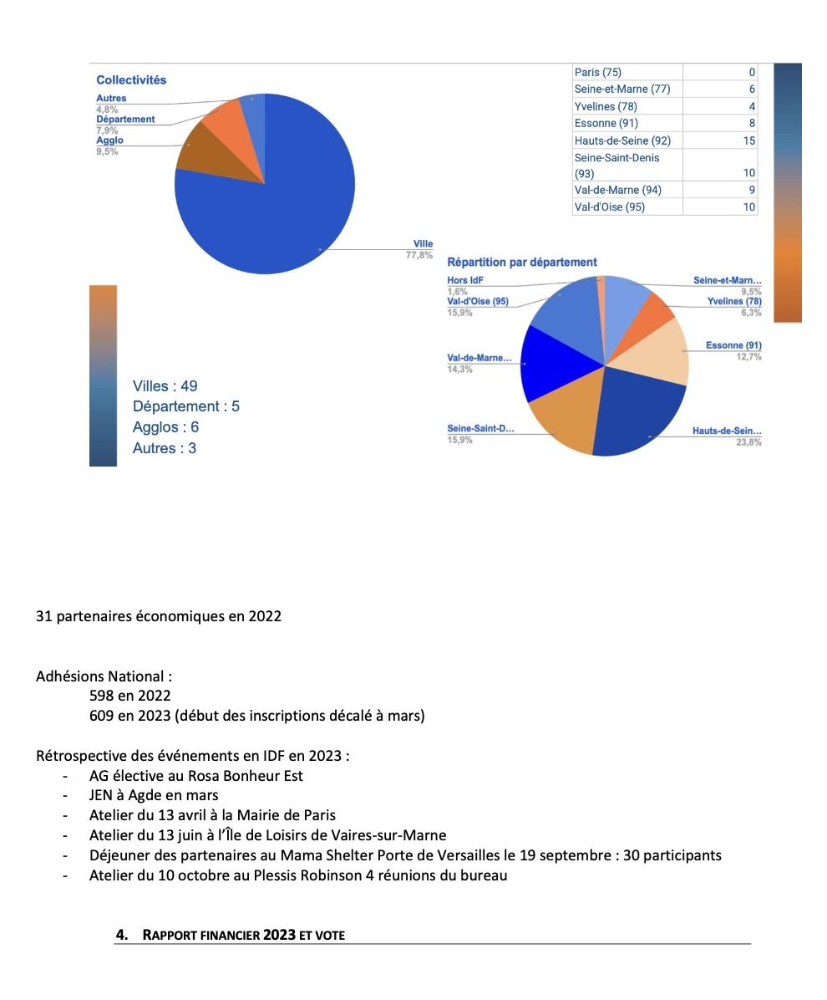 Collectivités
Autres
4,8%
Département
7,9%
Agglo
9,5%
Ville
77,8%
Paris (75) 0
Seine-et-Marne (77) 6
Yvelines (78) 4
Essonne (91) 8
Hauts-de-Seine (92) 15
Seine-Saint-Denis
(93) 10
Val-de-Marne (94) 9
Val-d'Oise (95) 10
Répartition par département
Hors IdF
1,6%
Val-d'Oise (95)
15,9%
Val-de-Marne...
14,3%
Seine-Saint-D...
15,9%
Seine-et-Marn...
9,5%
Yvelines (78)
6,3%
Essonne (91)
12,7%
Hauts-de-Sein...
23,8%
Villes : 49
Département : 5
Agglos : 6
Autres : 3
31 partenaires économiques en 2022
Adhésions National :
598 en 2022
609 en 2023 (début des inscriptions décalé à mars)
Rétrospective des événements en IDF en 2023 :
- AG élective au Rosa Bonheur Est
- JEN à Agde en mars
- Atelier du 13 avril à la Mairie de Paris
- Atelier du 13 juin à l'Île de Loisirs de Vaires-sur-Marne
- Déjeuner des partenaires au Mama Shelter Porte de Versailles le 19 septembre : 30 participants
- Atelier du 10 octobre au Plessis Robinson 4 réunions du bureau
4. RAPPORT FINANCIER 2023 ET VOTE